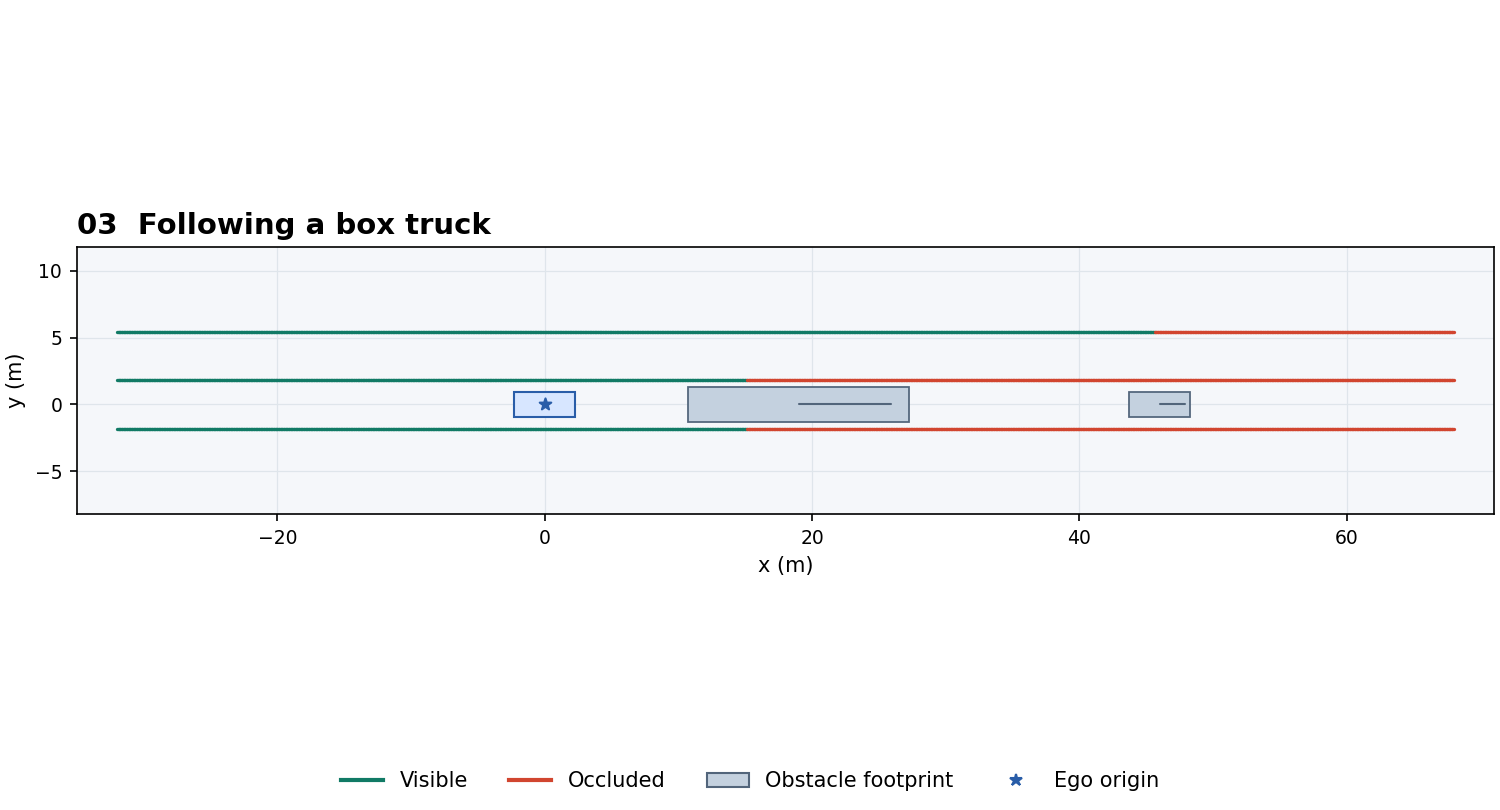 03  Following a box truck
10
5
0
−5
y (m)
−20
0
20
40
60
x (m)
Visible
Occluded
Obstacle footprint
Ego origin